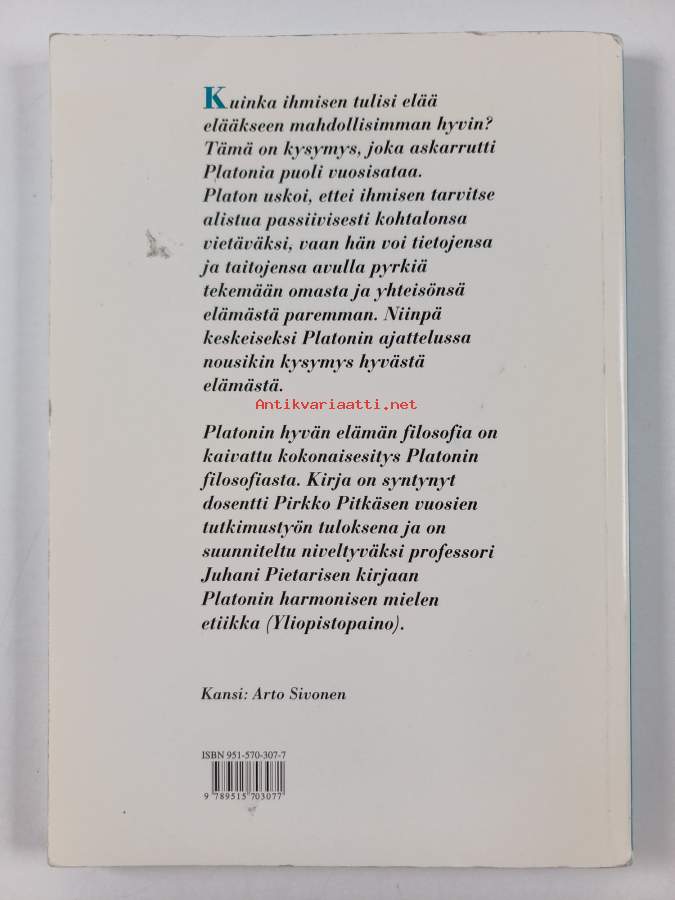 Kuinka ihmisen tulisi elää
elääkseen mahdollisimman hyvin?
Tämä on kysymys, joka askarrutti
Platonia puoli vuosisataa.
Platon uskoi, ettei ihmisen tarvitse
alistua passiivisesti kohtalonsa
vietäväksi, vaan hän voi tietojensa
ja taitojensa avulla pyrkiä
tekemään omasta ja yhteisönsä
elämästä paremman. Niinpä
keskeiseksi Platonin ajattelussa
nousikin kysymys hyvästä
elämästä.
Antikvariaatti.net
Platonin hyvän elämän filosofia on
kaivattu kokonaisesitys Platonin
filosofiasta. Kirja on syntynyt
dosentti Pirkko Pitkäsen vuosien
tutkimustyön tuloksena ja on
suunniteltu niveltyväksi professori
Juhani Pietarisen kirjaan
Platonin harmonisen mielen
etiikka (Yliopistopaino).
Kansi: Arto Sivonen
ISBN 951-570-307-7
9 789515 703077